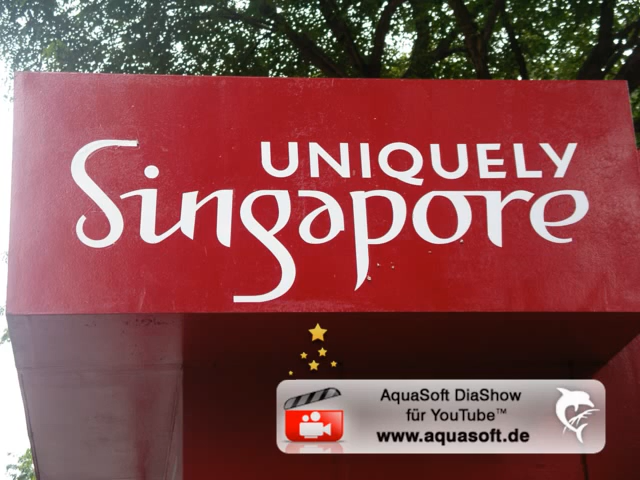 UNIQUELY
Singapore
AquaSoft DiaShow
für YouTube™
www.aquasoft.de